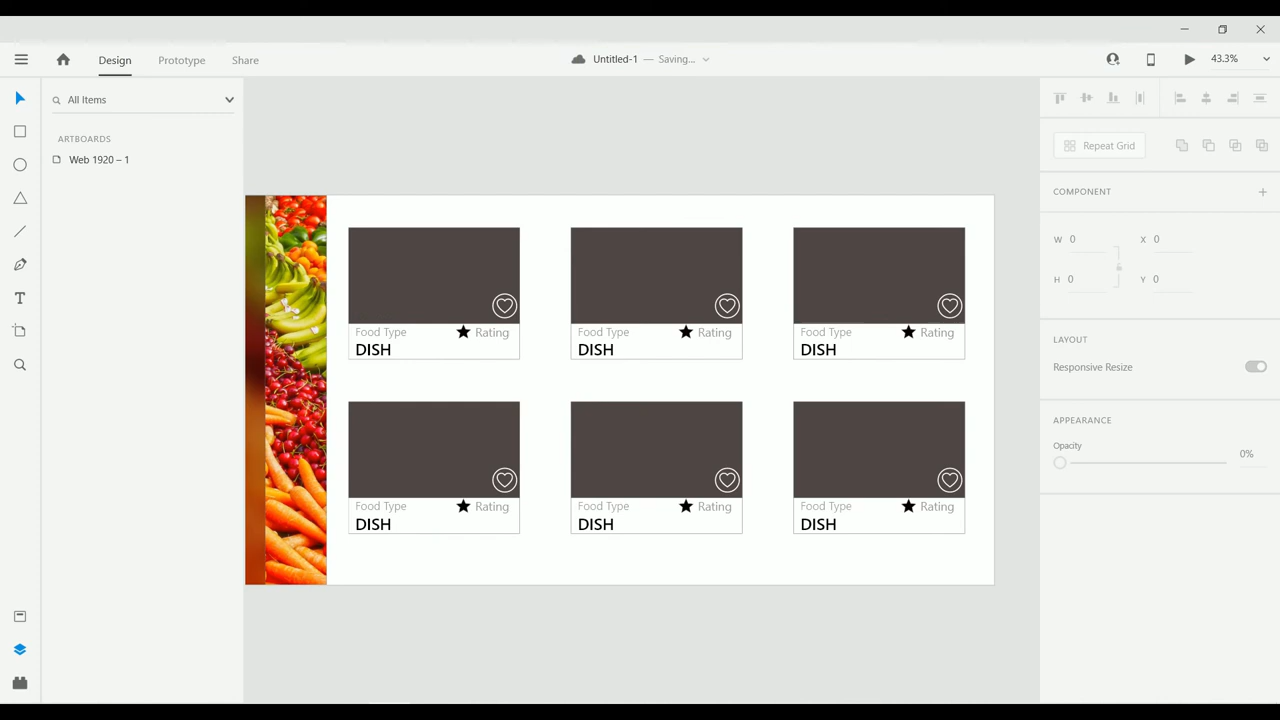 Design Prototype Share Untitled-1 — Saving... 43.3%
All Items
ARTBOARDS
Web 1920 – 1
Repeat Grid
COMPONENT
W 0 X 0
H 0 Y 0
LAYOUT
Responsive Resize
APPEARANCE
Opacity
0%
Food Type Rating Food Type Rating Food Type Rating
DISH DISH DISH
Food Type Rating Food Type Rating Food Type Rating
DISH DISH DISH